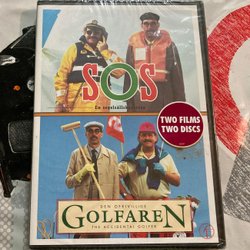 SOS
En segelsällskapsresa
TWO FILMS
TWO DISCS
DEN OFRIVILLIGE
GOLFAREN
THE ACCIDENTAL GOLFER